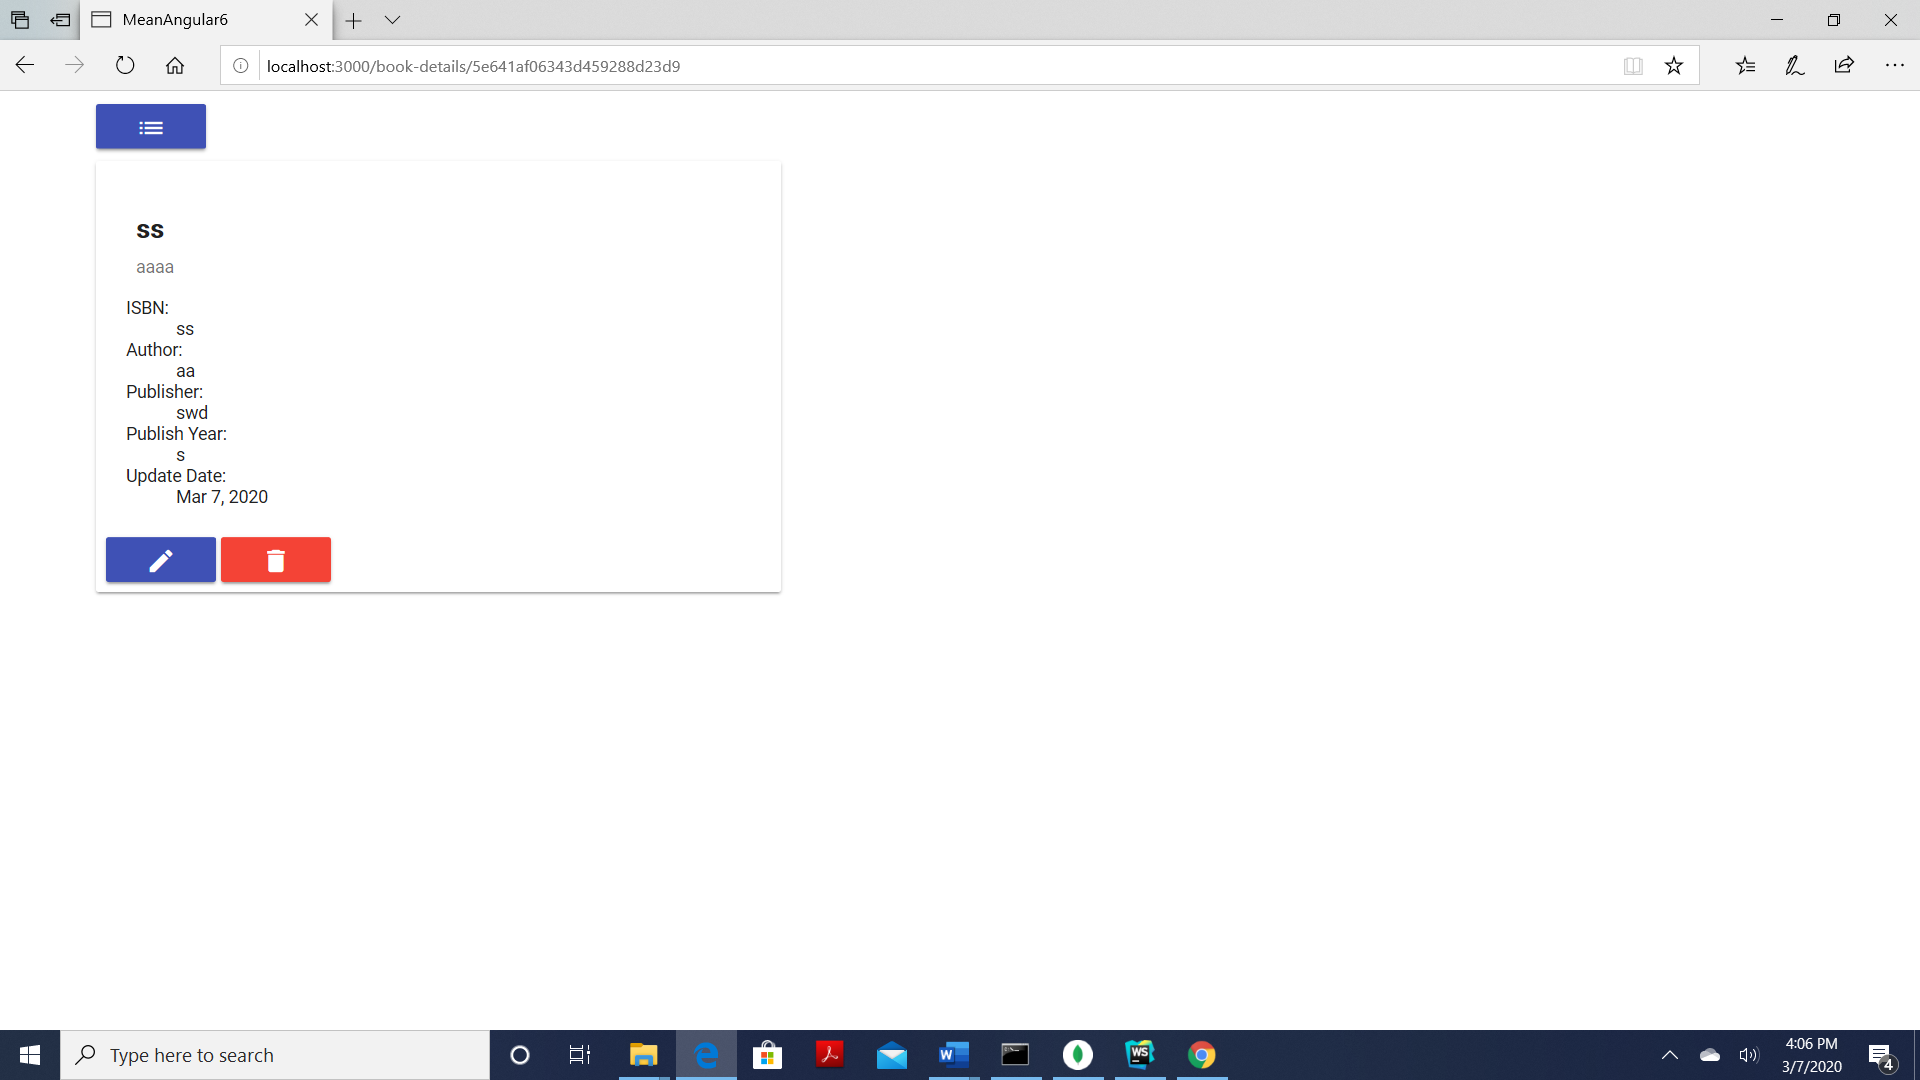 MeanAngular6
localhost:3000/book-details/5e641af06343d459288d23d9
ss
aaaa
ISBN:
ss
Author:
aa
Publisher:
swd
Publish Year:
s
Update Date:
Mar 7, 2020
Type here to search
W
WS
4:06 PM
3/7/2020
4